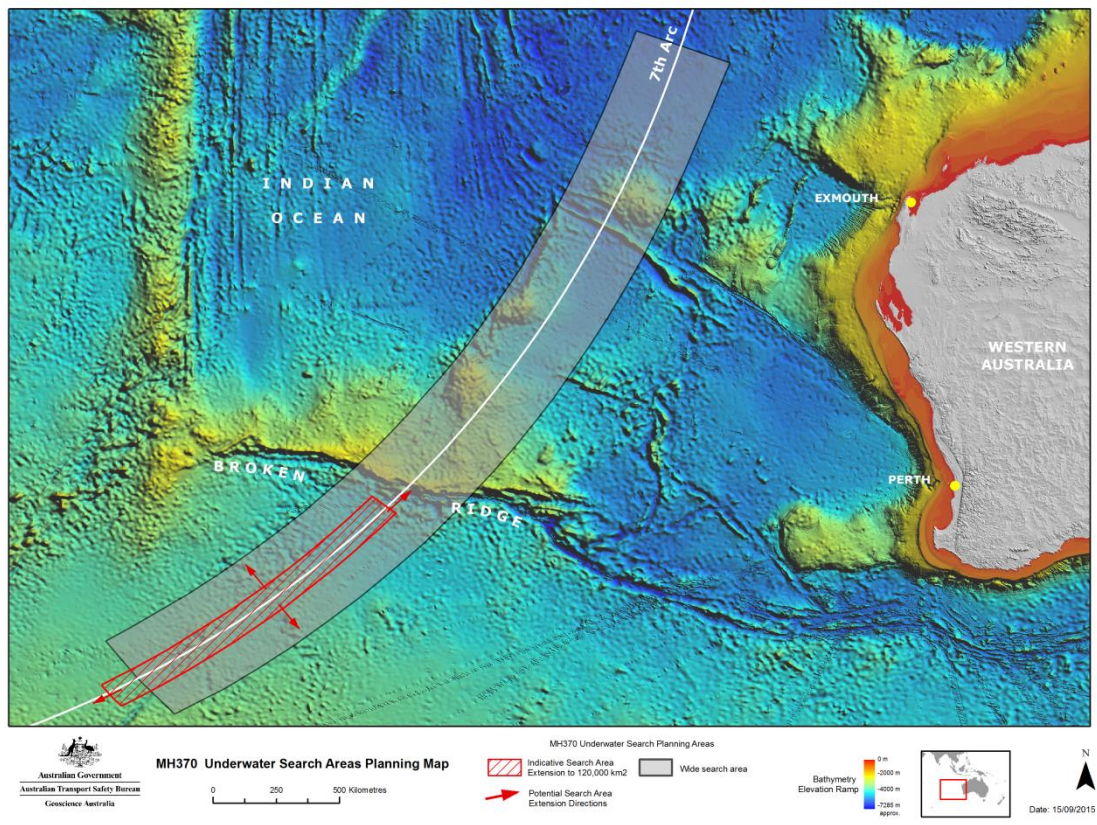 7th Arc
INDIAN
OCEAN
EXMOUTH
WESTERN
AUSTRALIA
BROKEN
RIDGE
PERTH
Australian Government
Australian Transport Safety Bureau
Geoscience Australia
MH370 Underwater Search Areas Planning Map
0 250 500 Kilometres
MH370 Underwater Search Planning Areas
Indicative Search Area
Extension to 120,000 km2
Wide search area
Potential Search Area
Extension Directions
Bathymetry
Elevation Ramp
0 m
-2000 m
-4000 m
-7285 m
approx.
N
Date: 15/09/2015